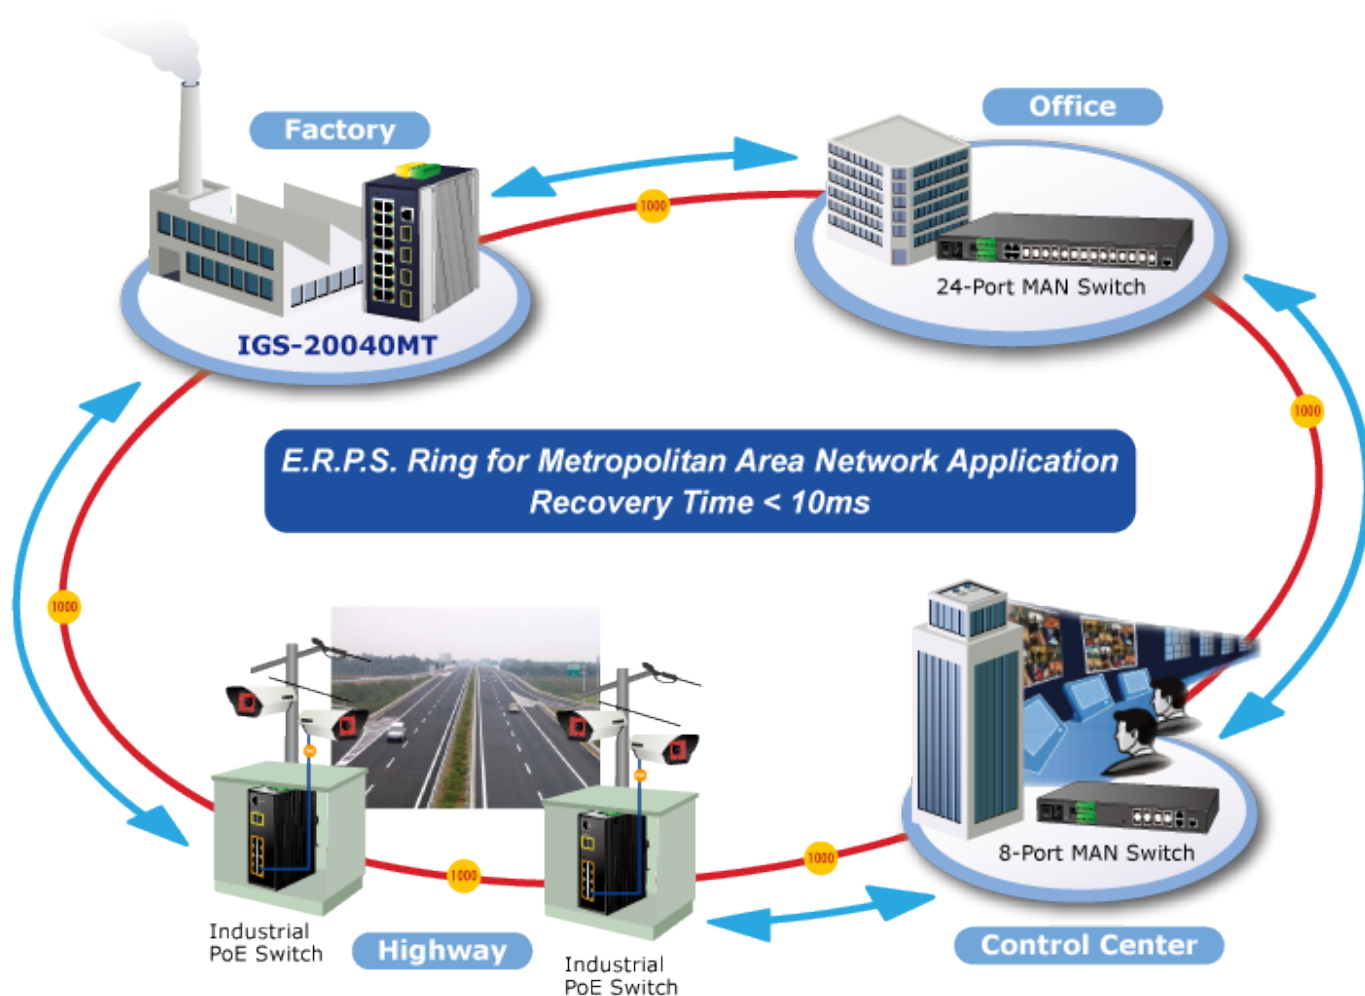 Factory
Office
1000
24-Port MAN Switch
IGS-20040MT
1000
E.R.P.S. Ring for Metropolitan Area Network Application
Recovery Time < 10ms
1000
8-Port MAN Switch
1000
1000
Industrial
PoE Switch
Highway
Industrial
PoE Switch
Control Center